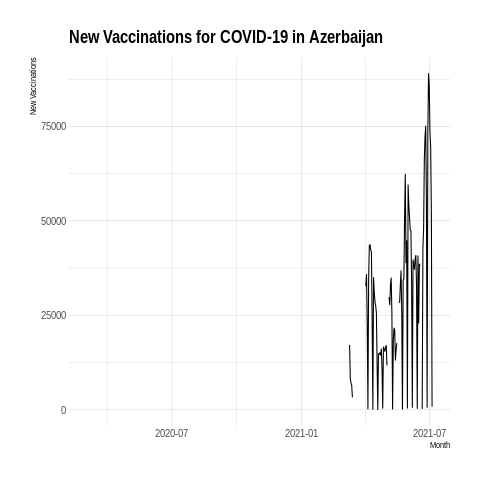 New Vaccinations for COVID-19 in Azerbaijan
New Vaccinations
75000
50000
25000
0
2020-07
2021-01
2021-07
Month